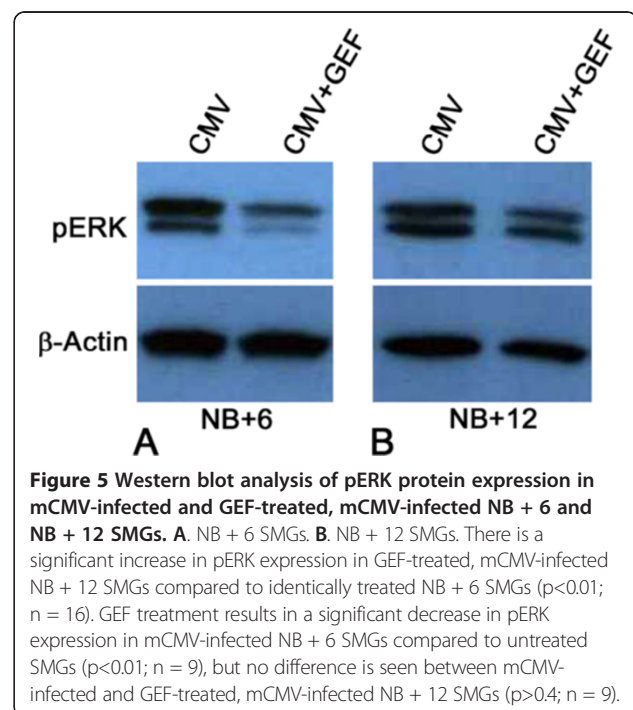 CMV CMV+GEF CMV CMV+GEF
pERK
β-Actin
NB+6 NB+12
A B
Figure 5 Western blot analysis of pERK protein expression in
mCMV-infected and GEF-treated, mCMV-infected NB + 6 and
NB + 12 SMGs. A. NB + 6 SMGs. B. NB + 12 SMGs. There is a
significant increase in pERK expression in GEF-treated, mCMV-infected
NB + 12 SMGs compared to identically treated NB + 6 SMGs (p<0.01;
n = 16). GEF treatment results in a significant decrease in pERK
expression in mCMV-infected NB + 6 SMGs compared to untreated
SMGs (p<0.01; n = 9), but no difference is seen between mCMV-
infected and GEF-treated, mCMV-infected NB + 12 SMGs (p>0.4; n = 9).